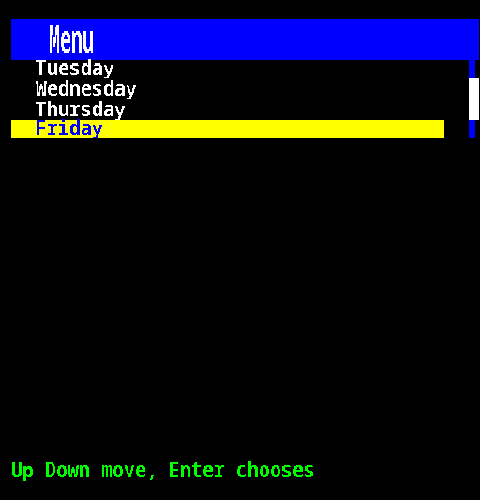 Menu
Tuesday
Wednesday
Thursday
Friday
Up Down move, Enter chooses